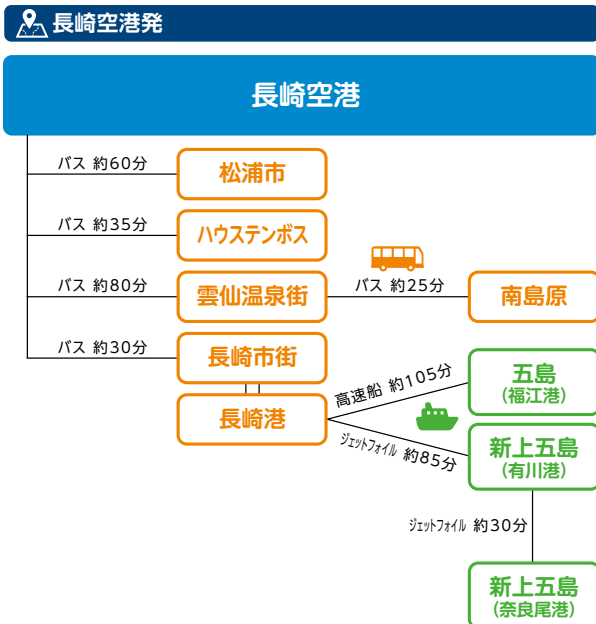 長崎空港発
長崎空港
バス 約60分
松浦市
バス 約35分
ハウステンボス
バス 約80分
雲仙温泉街
バス 約25分
南島原
バス 約30分
長崎市街
長崎港
高速船 約105分
五島
(福江港)
ジェットフォイル 約85分
新上五島
(有川港)
ジェットフォイル 約30分
新上五島
(奈良尾港)